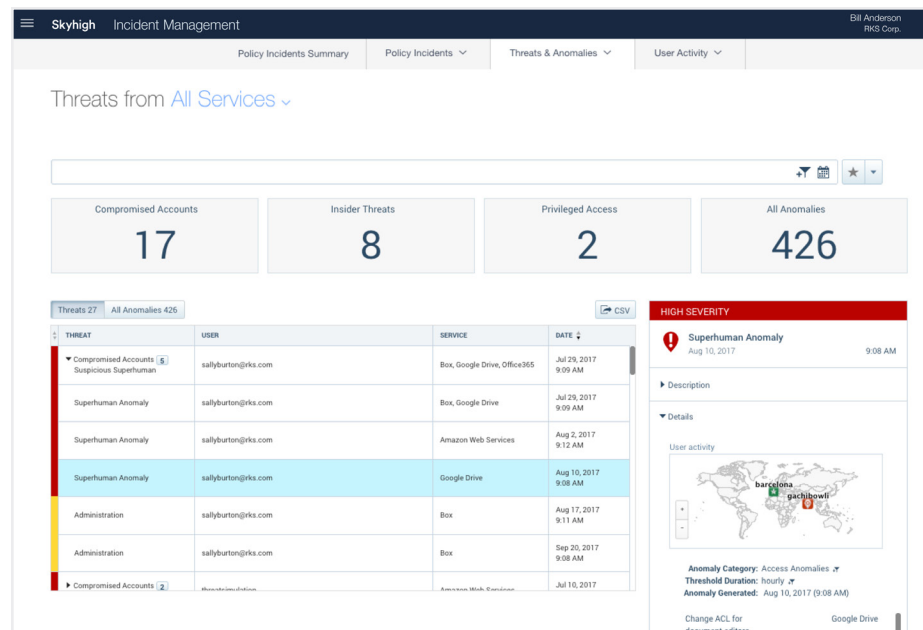 Skyhigh Incident Management
Bill Anderson
RKS Corp.
Policy Incidents Summary
Policy Incidents
Threats & Anomalies
User Activity
Threats from All Services
Compromised Accounts
17
Insider Threats
8
Privileged Access
2
All Anomalies
426
Threats 27
All Anomalies 426
CSV
THREAT USER SERVICE DATE
Compromised Accounts 5
Suspicious Superhuman
sallyburton@rks.com
Box, Google Drive, Office365
Jul 29, 2017
9:09 AM
Superhuman Anomaly
sallyburton@rks.com
Box, Google Drive
Jul 29, 2017
9:09 AM
Superhuman Anomaly
sallyburton@rks.com
Amazon Web Services
Aug 2, 2017
9:12 AM
Superhuman Anomaly
sallyburton@rks.com
Google Drive
Aug 10, 2017
9:08 AM
Administration
sallyburton@rks.com
Box
Aug 17, 2017
9:11 AM
Administration
sallyburton@rks.com
Box
Sep 20, 2017
9:08 AM
Compromised Accounts 2
threatsimulation
Amazon Web Services
Jul 10, 2017
HIGH SEVERITY
Superhuman Anomaly
Aug 10, 2017 9:08 AM
Description
Details
User activity
barcelona
gachibowli
+
-
Anomaly Category: Access Anomalies
Threshold Duration: hourly
Anomaly Generated: Aug 10, 2017 (9:08 AM)
Change ACL for
document editors
Google Drive